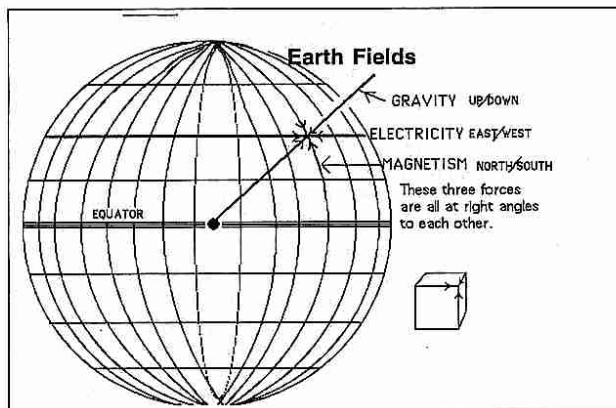 Earth Fields
GRAVITY UP/DOWN
ELECTRICITY EAST/WEST
MAGNETISM NORTH/SOUTH
These three forces
are all at right angles
to each other.
EQUATOR